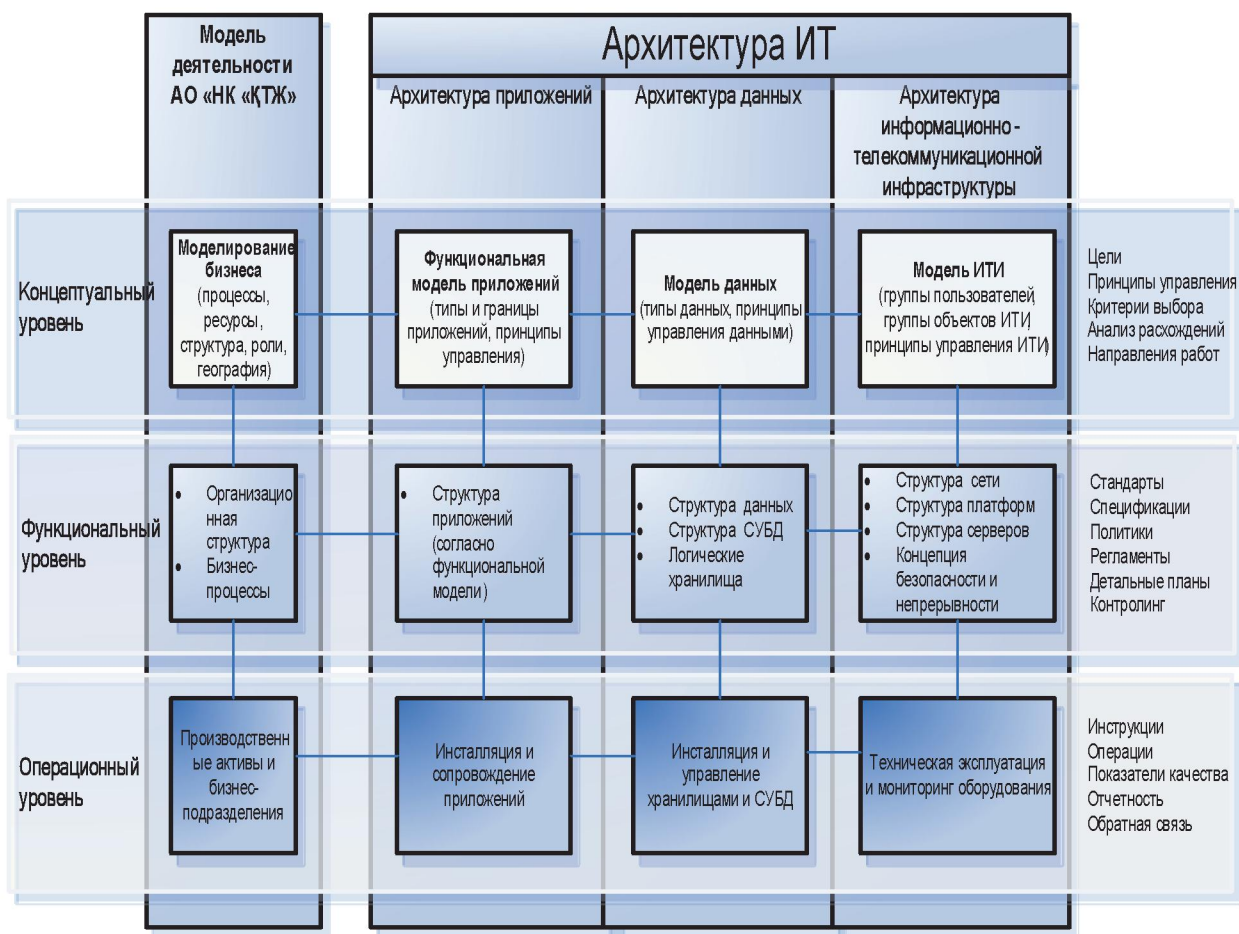 Модель
деятельности
АО «НК «ҚТЖ»
Архитектура ИТ
Архитектура приложений
Архитектура данных
Архитектура
информационно -
телекоммуникационной
инфраструктуры
Концептуальный
уровень
Моделирование
бизнеса
(процессы,
ресурсы,
структура, роли,
география)
Функциональная
модель приложений
(типы и границы
приложений, принципы
управления)
Модель данных
(типы данных, принципы
управления данными)
Модель ИТИ
(группы пользователей,
группы объектов ИТИ,
принципы управления ИТИ)
Цели
Принципы управления
Критерии выбора
Анализ расхождений
Направления работ
Функциональный
уровень
• Организацио
нная
структура
• Бизнес-
процессы
• Структура
приложений
(согласно
функциональной
модели)
• Структура данных
• Структура СУБД
• Логические
хранилища
• Структура сети
• Структура платформ
• Структура серверов
• Концепция
безопасности и
непрерывности
Стандарты
Спецификации
Политики
Регламенты
Детальные планы
Контролинг
Операционный
уровень
Производственн
ые активы и
бизнес-
подразделения
Инсталляция и
сопровождение
приложений
Инсталляция и
управление
хранилищами и СУБД
Техническая эксплуатация
и мониторинг оборудования
Инструкции
Операции
Показатели качества
Отчетность
Обратная связь